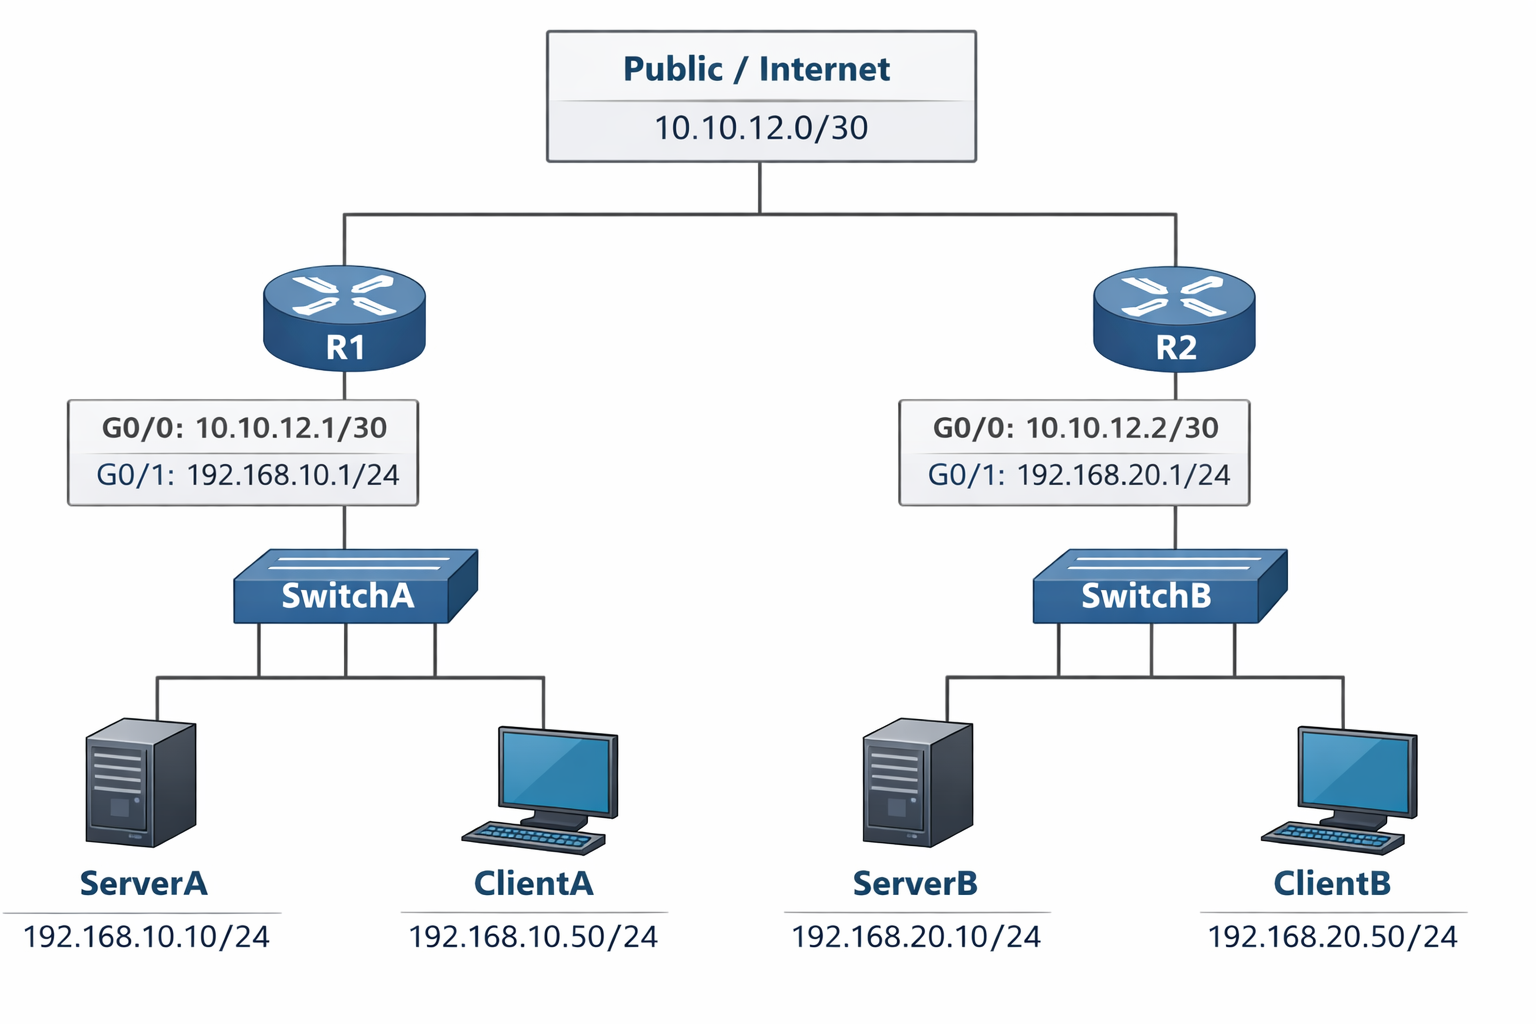 Public / Internet
10.10.12.0/30
R1
R2
G0/0: 10.10.12.1/30
G0/1: 192.168.10.1/24
G0/0: 10.10.12.2/30
G0/1: 192.168.20.1/24
SwitchA
SwitchB
ServerA
192.168.10.10/24
ClientA
192.168.10.50/24
ServerB
192.168.20.10/24
ClientB
192.168.20.50/24